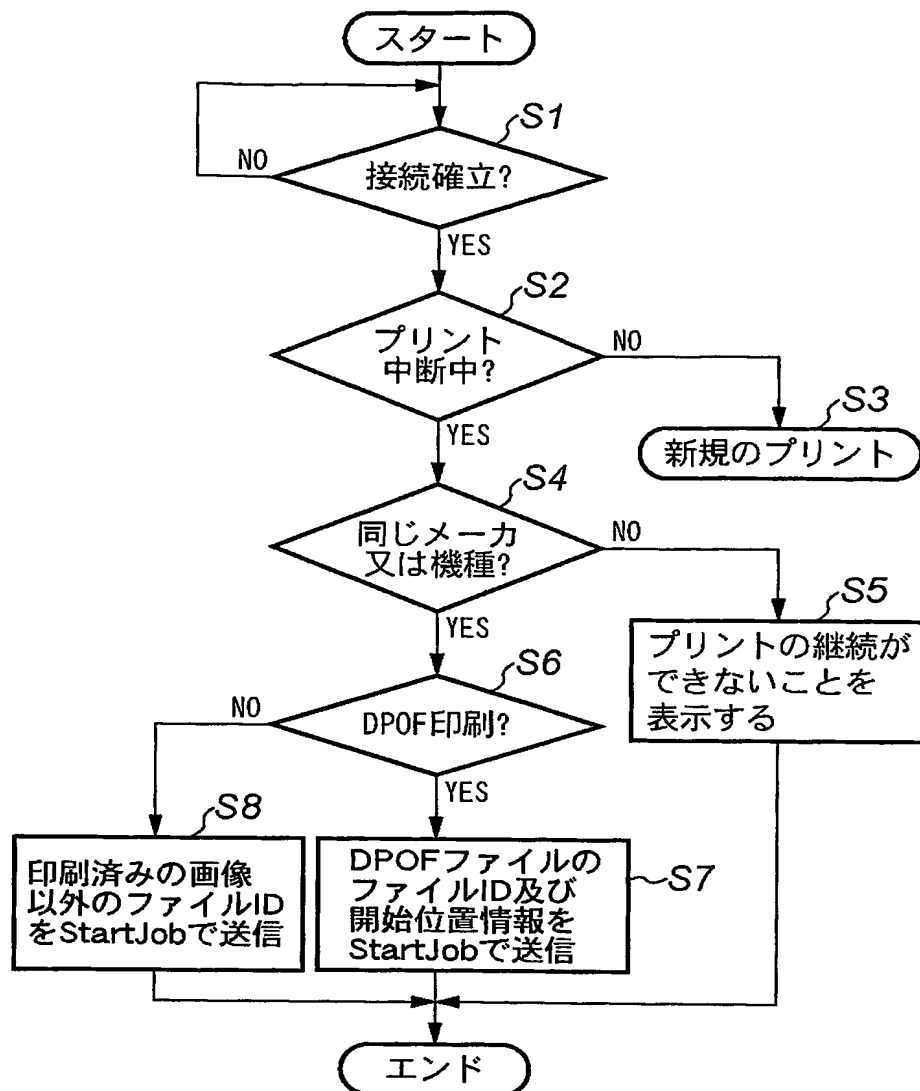 スタート
S1
接続確立?
NO
YES
S2
プリント
中断中?
NO
YES
S3
新規のプリント
S4
同じメーカ
又は機種?
NO
YES
S5
プリントの継続が
できないことを
表示する
S6
DPOF印刷?
NO
YES
S8
印刷済みの画像
以外のファイルID
をStartJobで送信
S7
DPOFファイルの
ファイルID及び
開始位置情報を
StartJobで送信
エンド